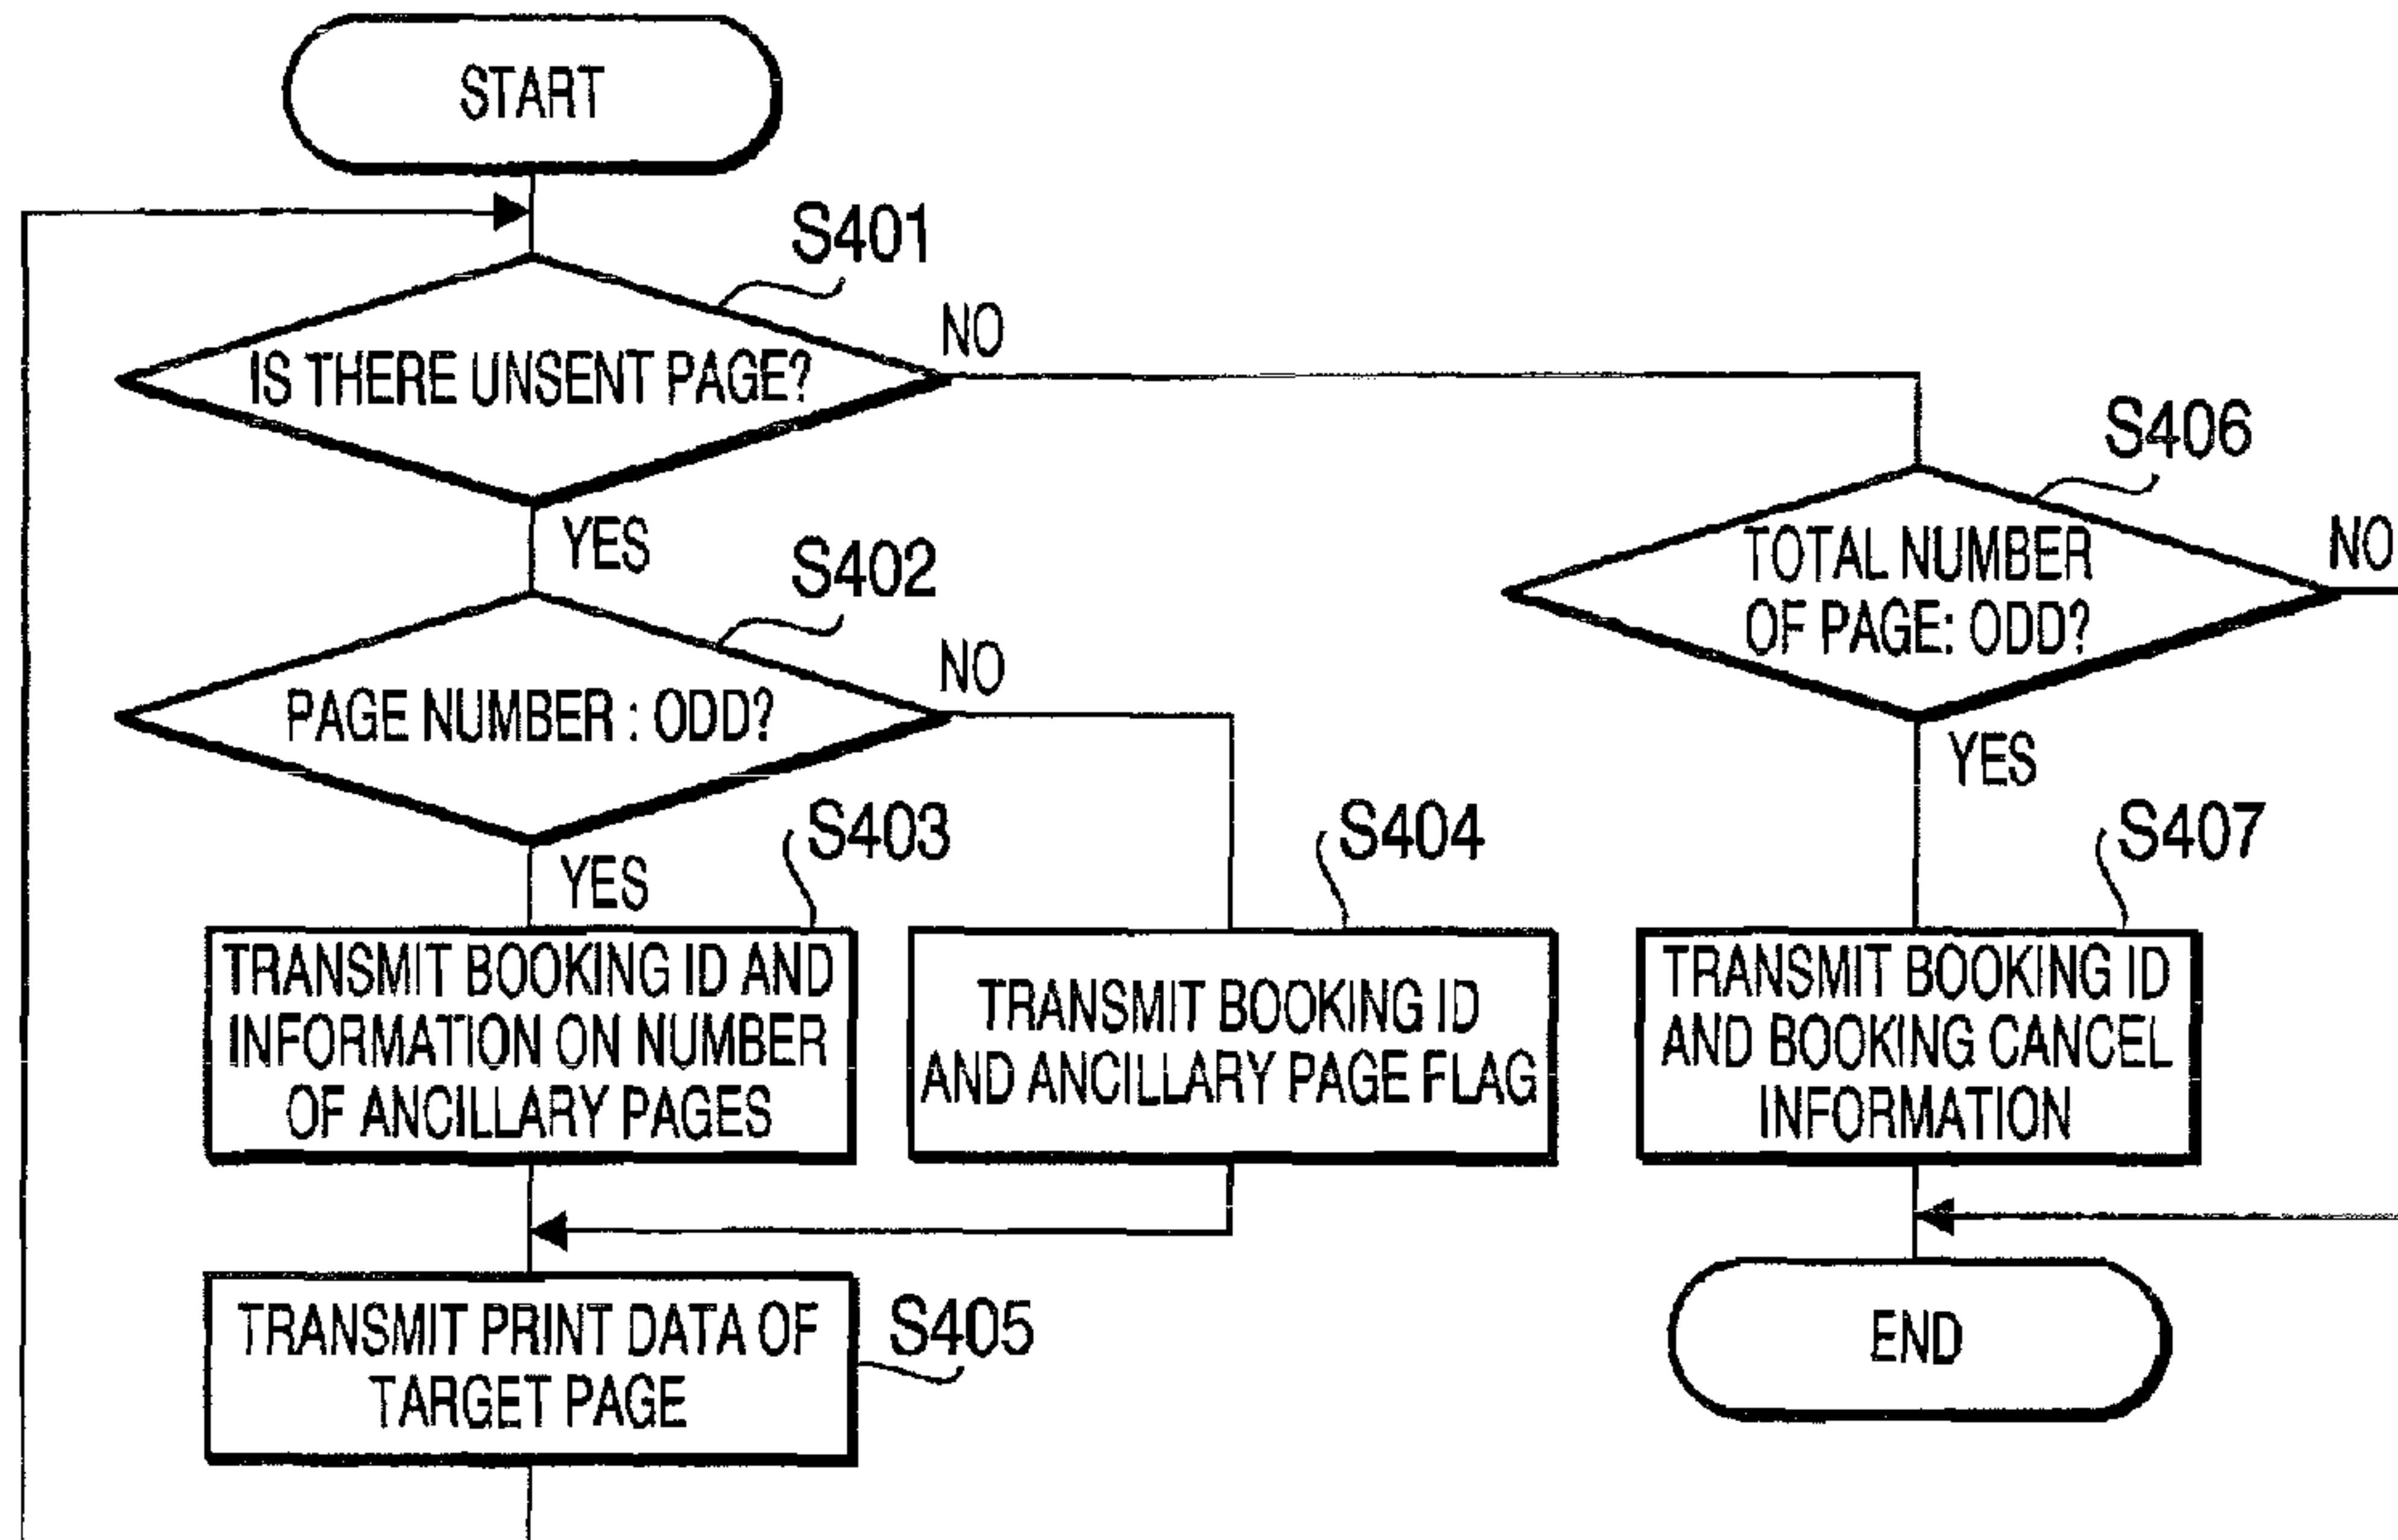 START
S401
NO
IS THERE UNSENT PAGE?
YES
S402
NO
PAGE NUMBER : ODD?
YES
S403
TRANSMIT BOOKING ID AND
INFORMATION ON NUMBER
OF ANCILLARY PAGES
S404
TRANSMIT BOOKING ID
AND ANCILLARY PAGE FLAG
S405
TRANSMIT PRINT DATA OF
TARGET PAGE
S406
NO
TOTAL NUMBER
OF PAGE: ODD?
YES
S407
TRANSMIT BOOKING ID
AND BOOKING CANCEL
INFORMATION
END